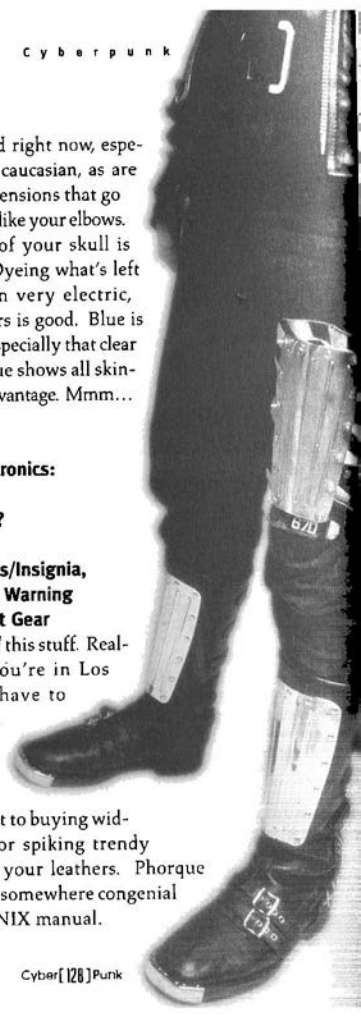 Cyberpunk
d right now, espe-
caucasian, as are
ensions that go
like your elbows.
of your skull is
Dyeing what's left
n very electric,
rs is good. Blue is
specially that clear
ue shows all skin-
vantage. Mmm...
ronics:
?
s/Insignia,
Warning
t Gear
this stuff. Real-
ou're in Los
have to
t to buying wid-
or spiking trendy
your leathers. Phorque
somewhere congenial
NIX manual.
Cyber[128]Punk